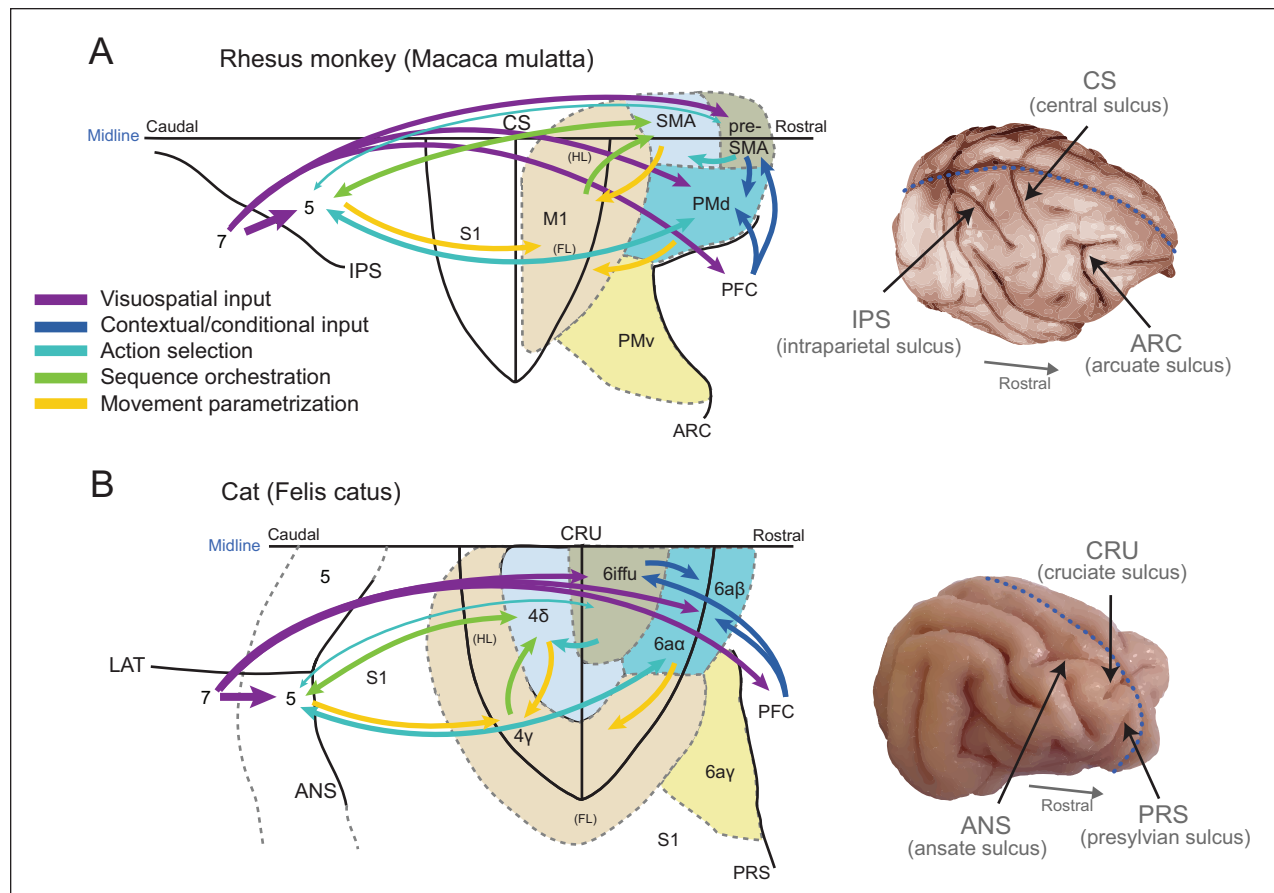 A
Rhesus monkey (Macaca mulatta)
Midline
Caudal
CS
SMA
pre-
SMA
Rostral
(HL)
5
7
S1
M1
(FL)
PMd
IPS
PFC
PMv
ARC
Visuospatial input
Contextual/conditional input
Action selection
Sequence orchestration
Movement parametrization
CS
(central sulcus)
IPS
(intraparietal sulcus)
Rostral
ARC
(arcuate sulcus)
B
Cat (Felis catus)
Midline
Caudal
CRU
Rostral
5
6iffu
6aβ
4δ
(HL)
6aα
LAT
S1
7
5
4γ
PFC
6aγ
ANS
(FL)
S1
PRS
CRU
(cruciate sulcus)
Rostral
ANS
(ansate sulcus)
PRS
(presylvian sulcus)